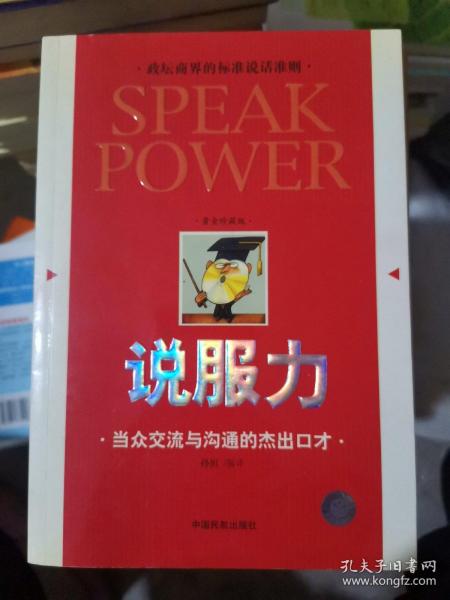 ·政坛商界的标准说话准则·
SPEAK
POWER
·黄金珍藏版·
说服力
·当众交流与沟通的杰出口才·
编译
中国民航出版社
孔夫子旧书网
www.kongfz.com